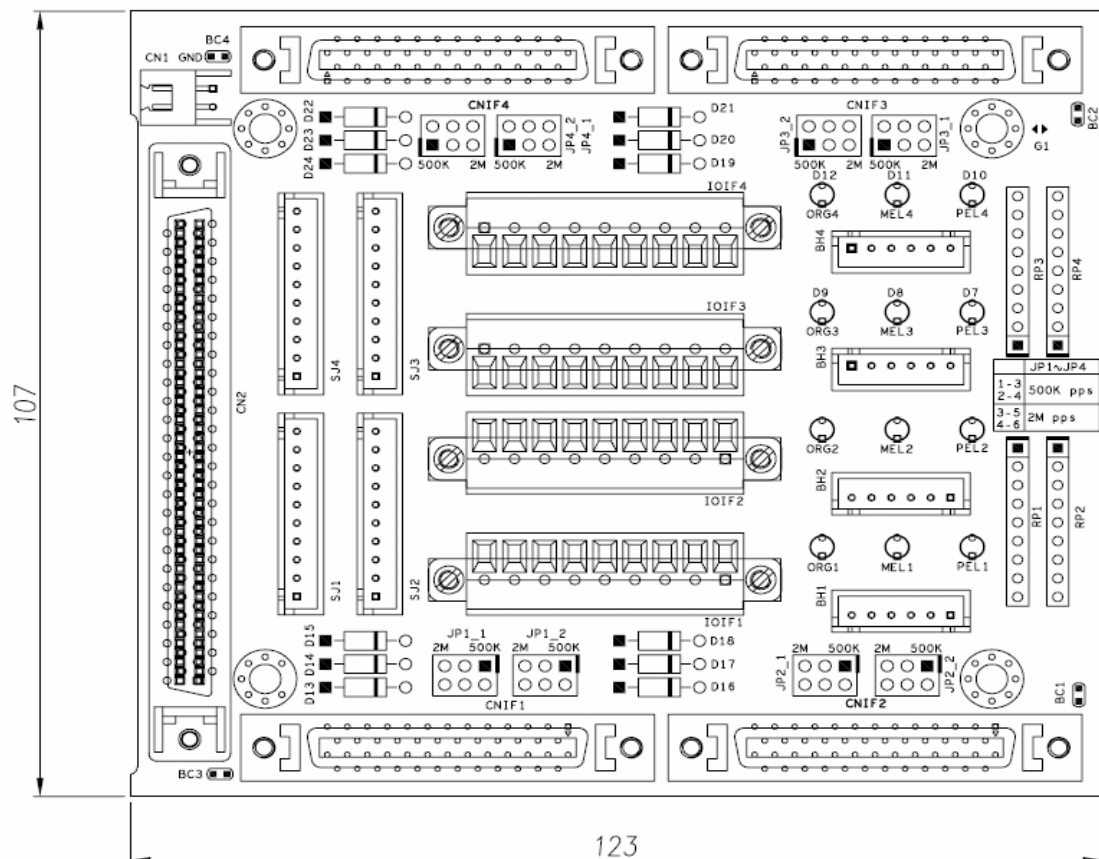 BC4
CN1 GND
D22
D23
D24
CNIF4
500K 2M
500K 2M
JP4_2
JP4_1
D21
D20
D19
CNIF3
JP3_2
500K 2M
500K 2M
JP3_1
G1
BC2
IOIF4
D12 D11 D10
ORG4 MEL4 PEL4
BH4
RP3
RP4
SJ4
SJ3
IOIF3
D9 D8 D7
ORG3 MEL3 PEL3
BH3
JP1~JP4
1-3
2-4
500K pps
3-5
4-6
2M pps
CN2
107
IOIF2
ORG2 MEL2 PEL2
BH2
RP1
RP2
SJ1
SJ2
ORG1 MEL1 PEL1
BH1
IOIF1
D15
D14
D13
JP1_1 JP1_2
2M 500K
2M 500K
CNIF1
D18
D17
D16
JP2_1
2M 500K
2M 500K
JP2_2
CNIF2
BC1
BC3
123